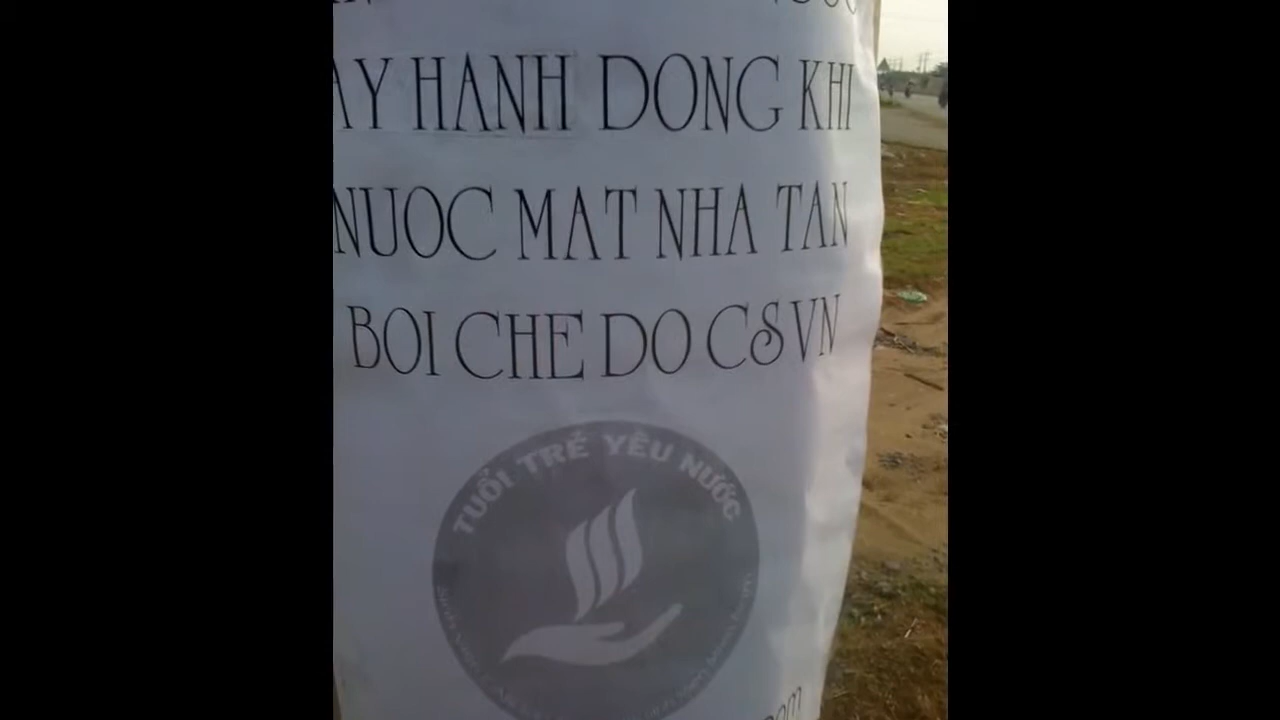 HANH DONG KHI
NUOC MAT NHA TAN
BOI CHE DO CSVN
TUỔI TRẺ YÊU NƯỚC